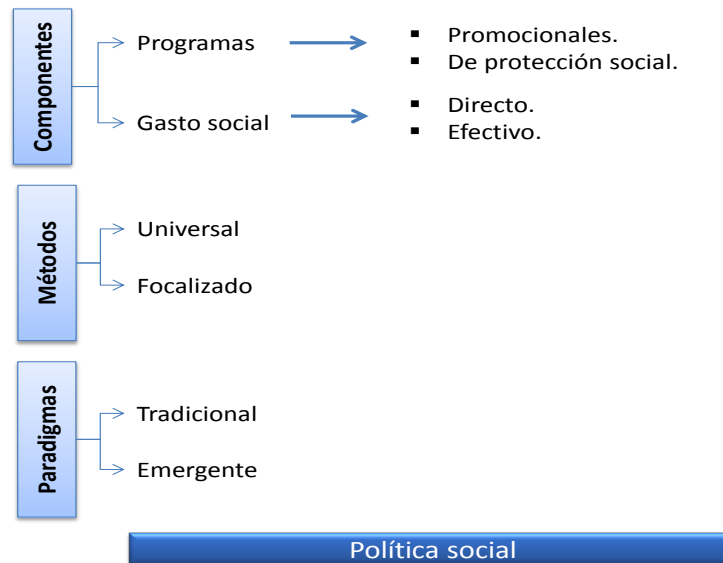 Componentes
Programas
Promocionales.
De protección social.
Gasto social
Directo.
Efectivo.
Métodos
Universal
Focalizado
Paradigmas
Tradicional
Emergente
Política social